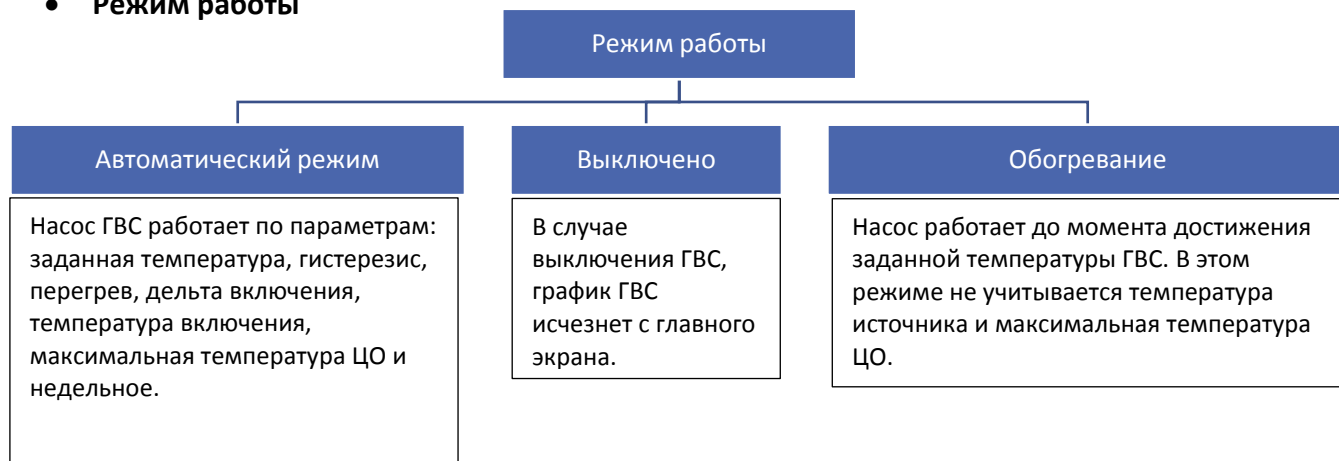 • Режим работы
Режим работы
Автоматический режим
Насос ГВС работает по параметрам:
заданная температура, гистерезис,
перегрев, дельта включения,
температура включения,
максимальная температура ЦО и
недельное.
Выключено
В случае
выключения ГВС,
график ГВС
исчезнет с главного
экрана.
Обогревание
Насос работает до момента достижения
заданной температуры ГВС. В этом
режиме не учитывается температура
источника и максимальная температура
ЦО.